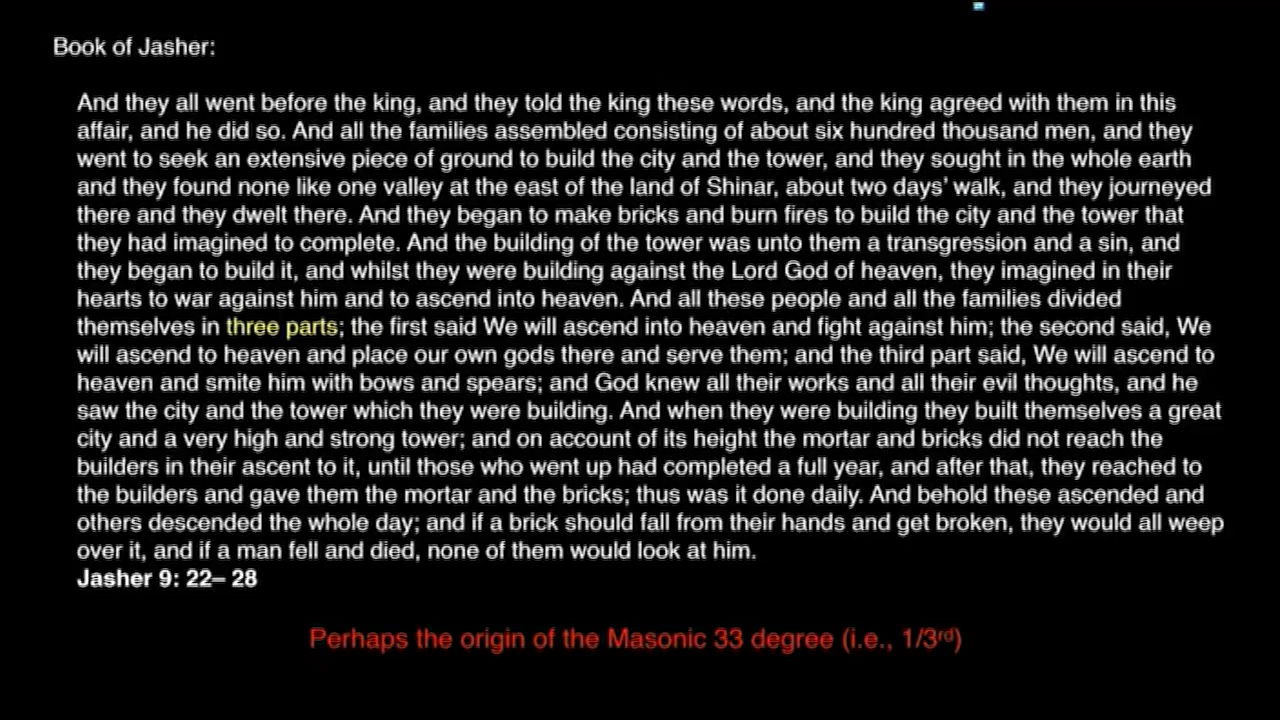 Book of Jasher:
And they all went before the king, and they told the king these words, and the king agreed with them in this
affair, and he did so. And all the families assembled consisting of about six hundred thousand men, and they
went to seek an extensive piece of ground to build the city and the tower, and they sought in the whole earth
and they found none like one valley at the east of the land of Shinar, about two days’ walk, and they journeyed
there and they dwelt there. And they began to make bricks and burn fires to build the city and the tower that
they had imagined to complete. And the building of the tower was unto them a transgression and a sin, and
they began to build it, and whilst they were building against the Lord God of heaven, they imagined in their
hearts to war against him and to ascend into heaven. And all these people and all the families divided
themselves in three parts; the first said We will ascend into heaven and fight against him; the second said, We
will ascend to heaven and place our own gods there and serve them; and the third part said, We will ascend to
heaven and smite him with bows and spears; and God knew all their works and all their evil thoughts, and he
saw the city and the tower which they were building. And when they were building they built themselves a great
city and a very high and strong tower; and on account of its height the mortar and bricks did not reach the
builders in their ascent to it, until those who went up had completed a full year, and after that, they reached to
the builders and gave them the mortar and the bricks; thus was it done daily. And behold these ascended and
others descended the whole day; and if a brick should fall from their hands and get broken, they would all weep
over it, and if a man fell and died, none of them would look at him.
Jasher 9: 22– 28
Perhaps the origin of the Masonic 33 degree (i.e., 1/3rd)